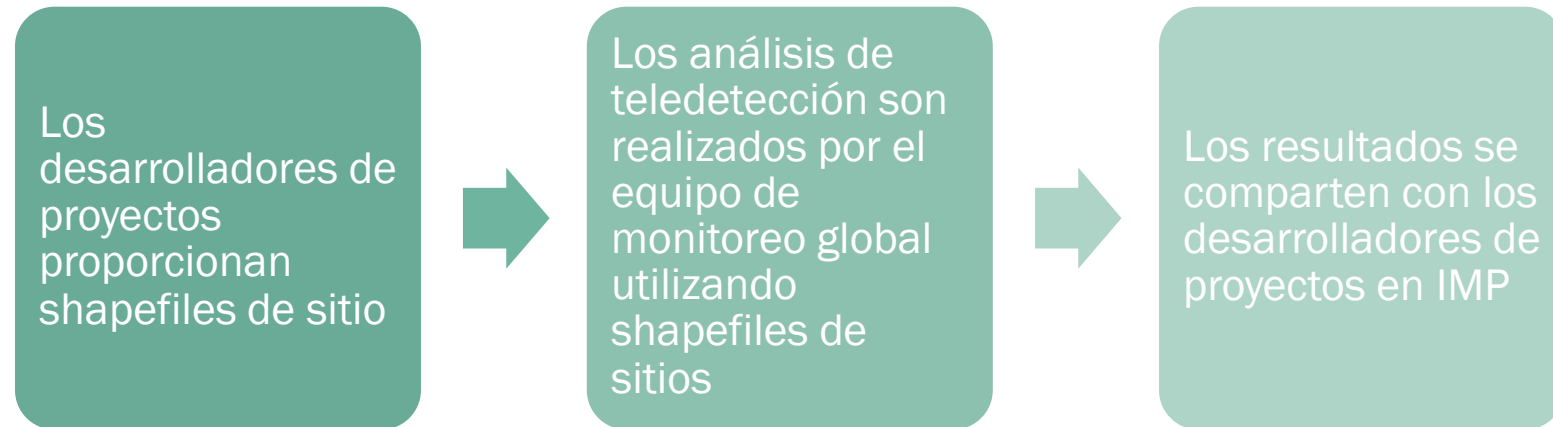 Los
desarrolladores de
proyectos
proporcionan
shapefiles de sitio
Los análisis de
teledetección son
realizados por el
equipo de
monitoreo global
utilizando
shapefiles de
sitios
Los resultados se
comparten con los
desarrolladores de
proyectos en IMP